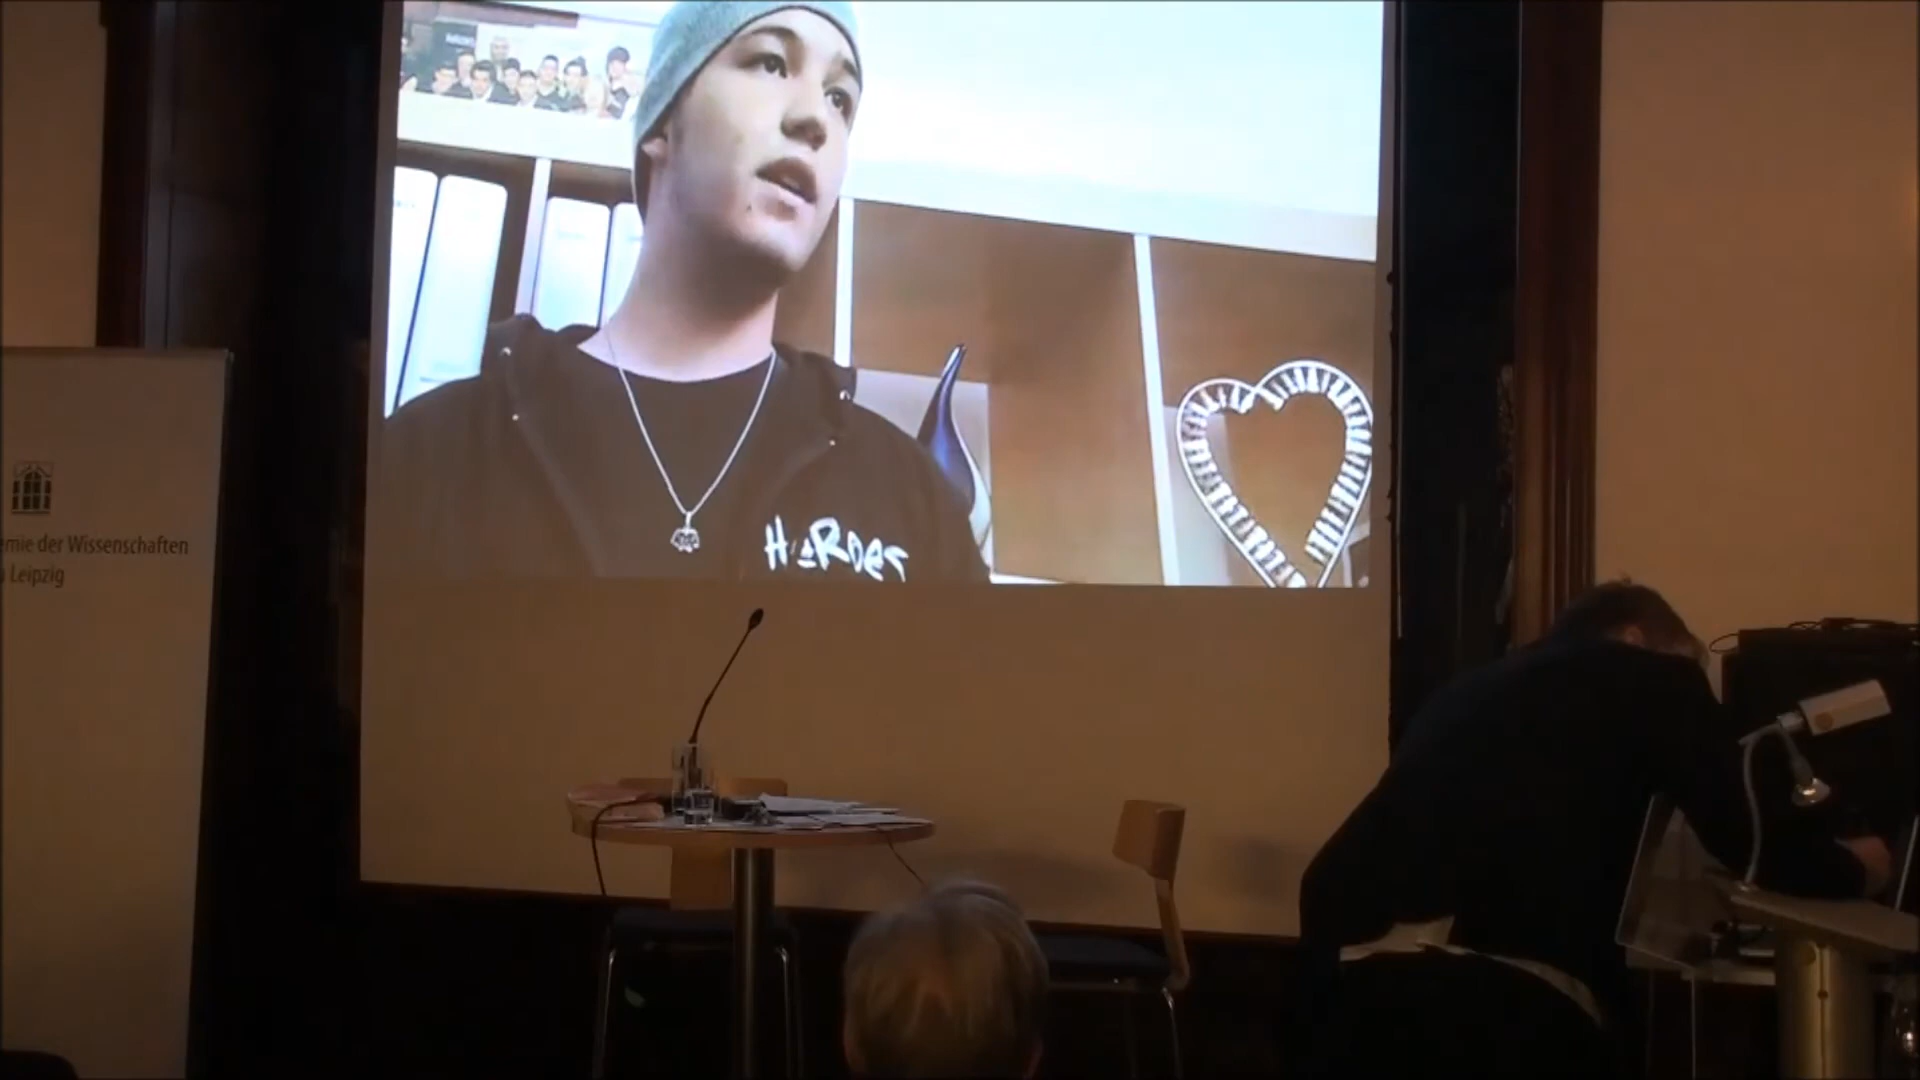 emie der Wissenschaften
u Leipzig
HeRoes